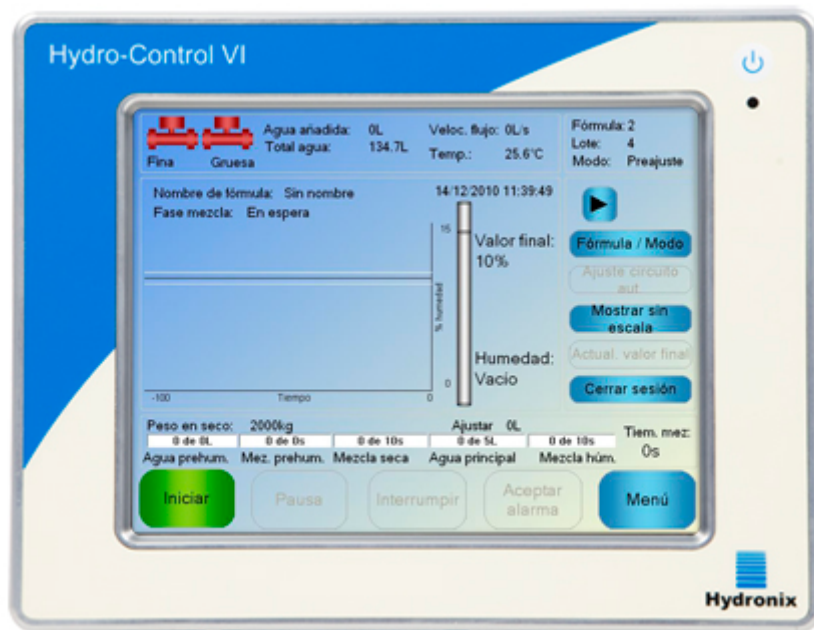 Hydro-Control VI
Agua añadida: 0L
Total agua: 134.7L
Veloc. flujo: 0L/s
Temp.: 25.6°C
Fina Gruesa
Fórmula: 2
Lote: 4
Modo: Preajuste
Nombre de fórmula: Sin nombre
Fase mezcla: En espera
14/12/2010 11:39:49
15
Valor final:
10%
% humedad
Humedad:
Vacío
0
-100 Tiempo 0
Fórmula / Modo
Ajuste circuito
aut.
Mostrar sin
escala
Actual. valor final
Cerrar sesión
Peso en seco: 2000kg
Ajustar 0L
0 de 0L 0 de 0s 0 de 10s 0 de 5L 0 de 10s
Agua prehum. Mez. prehum. Mezcla seca Agua principal Mezcla húm.
Tiem. mez:
0s
Iniciar
Pausa
Interrumpir
Aceptar
alarma
Menú
Hydronix